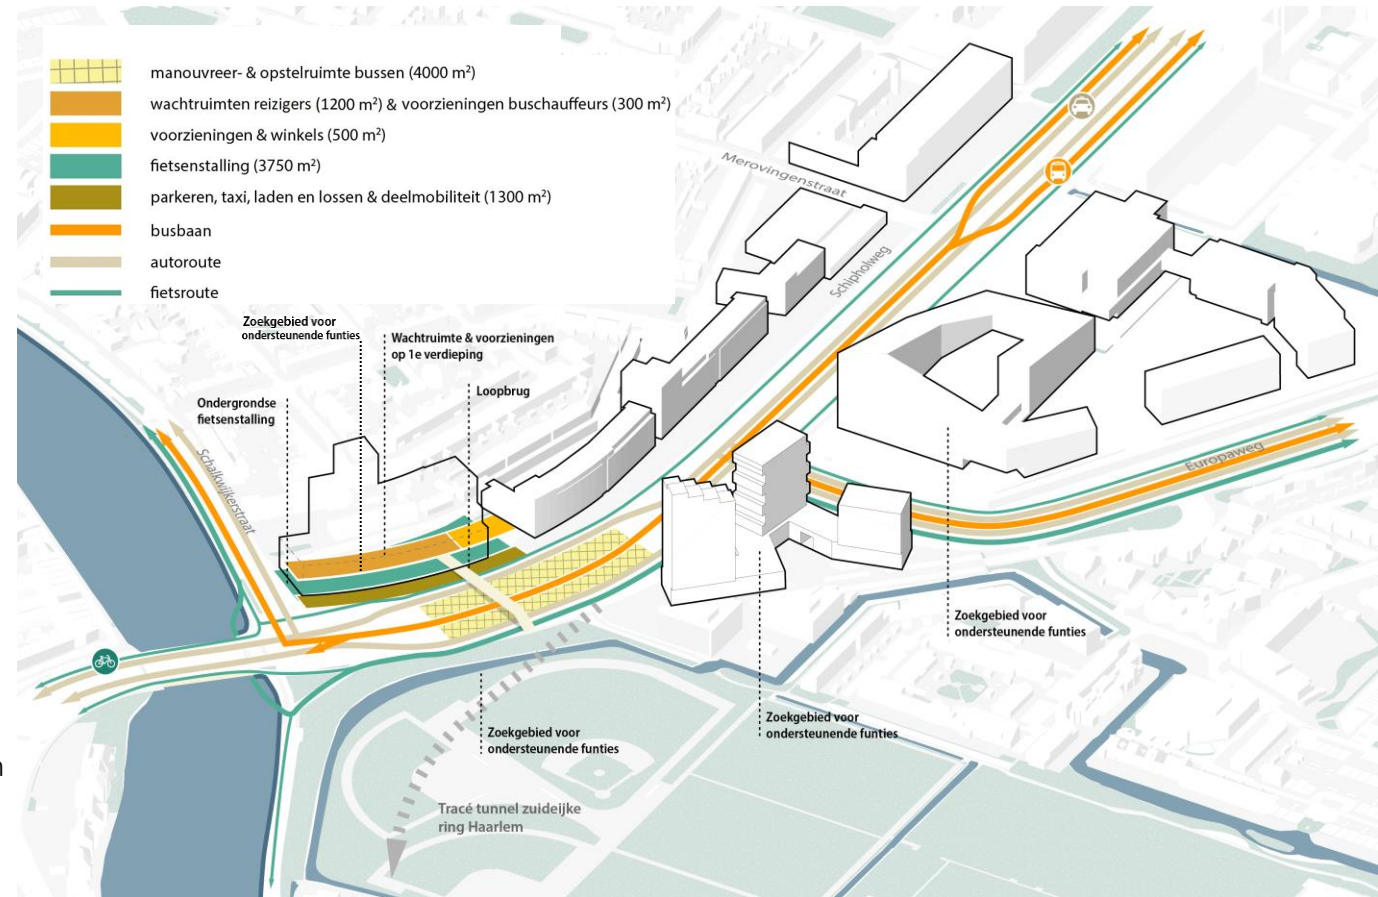 manouvreer- & opstelruimte bussen (4000 m²)
wachtruimten reizigers (1200 m²) & voorzieningen buschauffeurs (300 m²)
voorzieningen & winkels (500 m²)
fietsenstalling (3750 m²)
parkeren, taxi, laden en lossen & deelmobiliteit (1300 m²)
busbaan
autoroute
fietsroute
Merovingenstraat
Schipholweg
Zoekgebied voor
ondersteunende funties
Wachtruimte & voorzieningen
op 1e verdieping
Loopbrug
Ondergrondse
fietsenstalling
Schalkwijkerstraat
Europaweg
Zoekgebied voor
ondersteunende funties
Zoekgebied voor
ondersteunende funties
Zoekgebied voor
ondersteunende funties
Tracé tunnel zuideijke
ring Haarlem